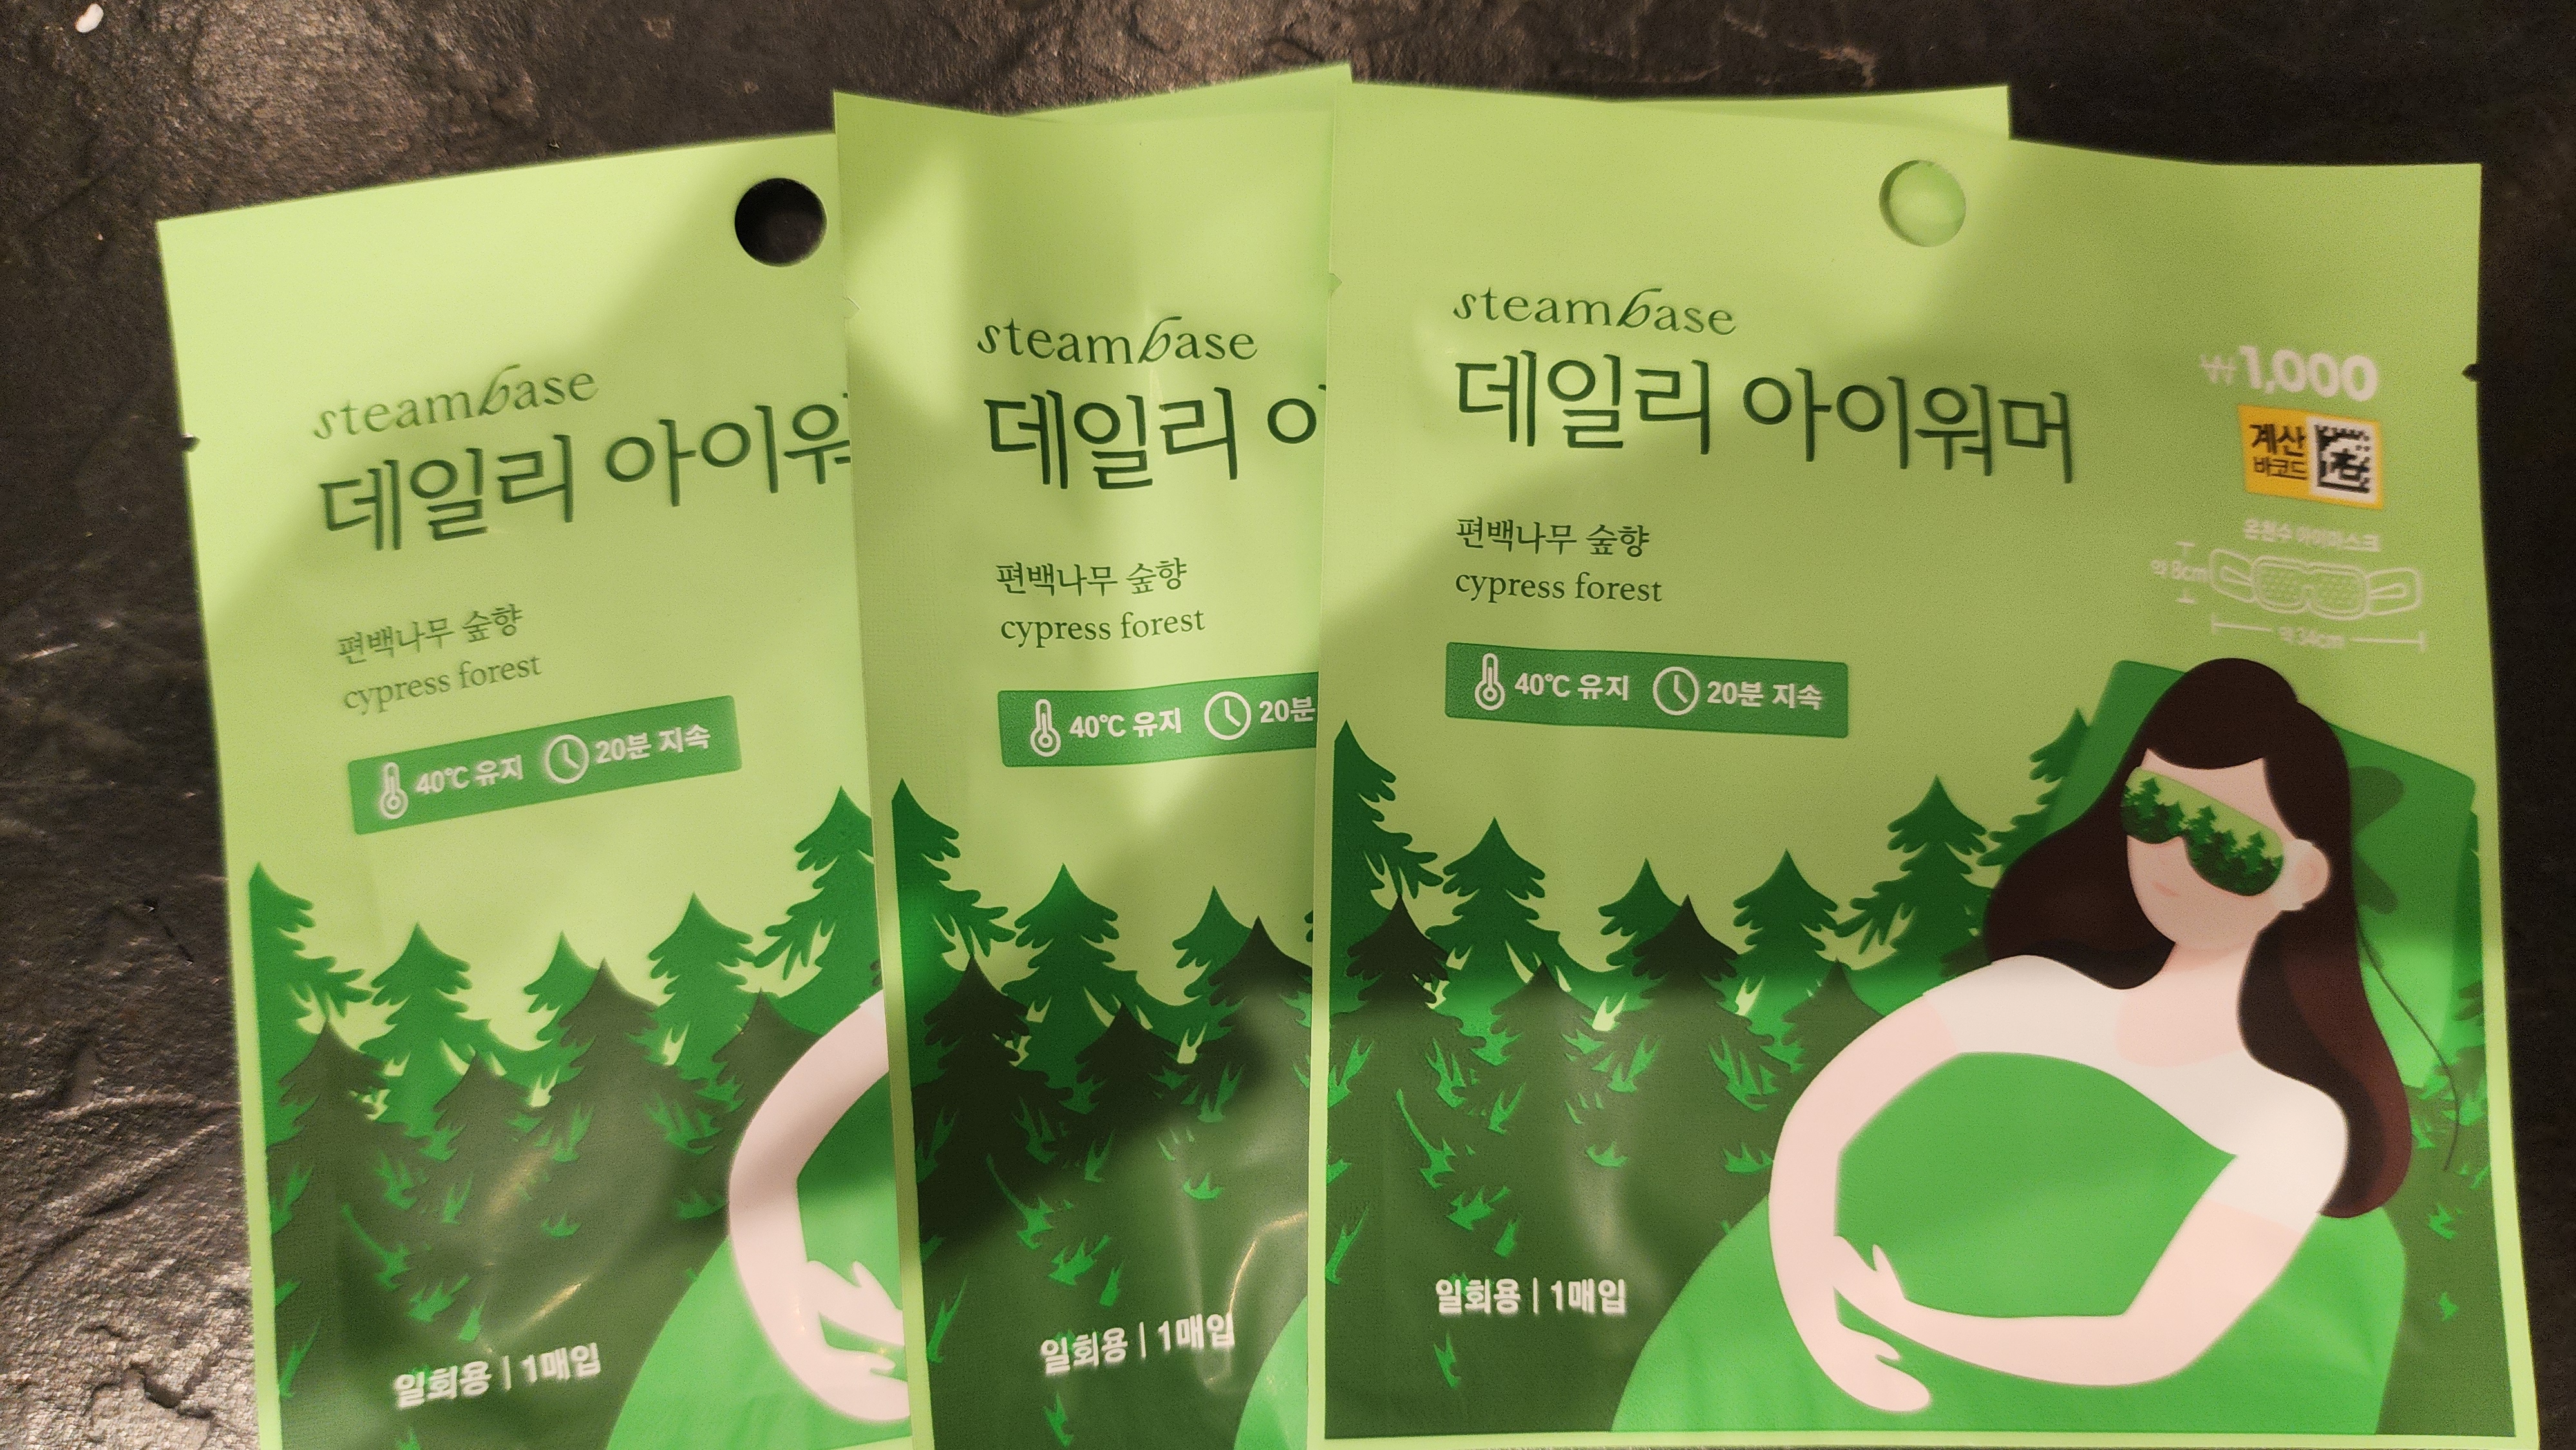 steambase
데일리 아이워
편백나무 숲향
cypress forest
40℃ 유지 20분 지속
일회용 | 1매입
steambase
데일리 아
편백나무 숲향
cypress forest
40℃ 유지 20분
일회용 | 1매입
steambase
데일리 아이워머
편백나무 숲향
cypress forest
40℃ 유지 20분 지속
일회용 | 1매입
₩1,000
계산
바코드
온천수 아이마스크
약 8cm
약 34cm